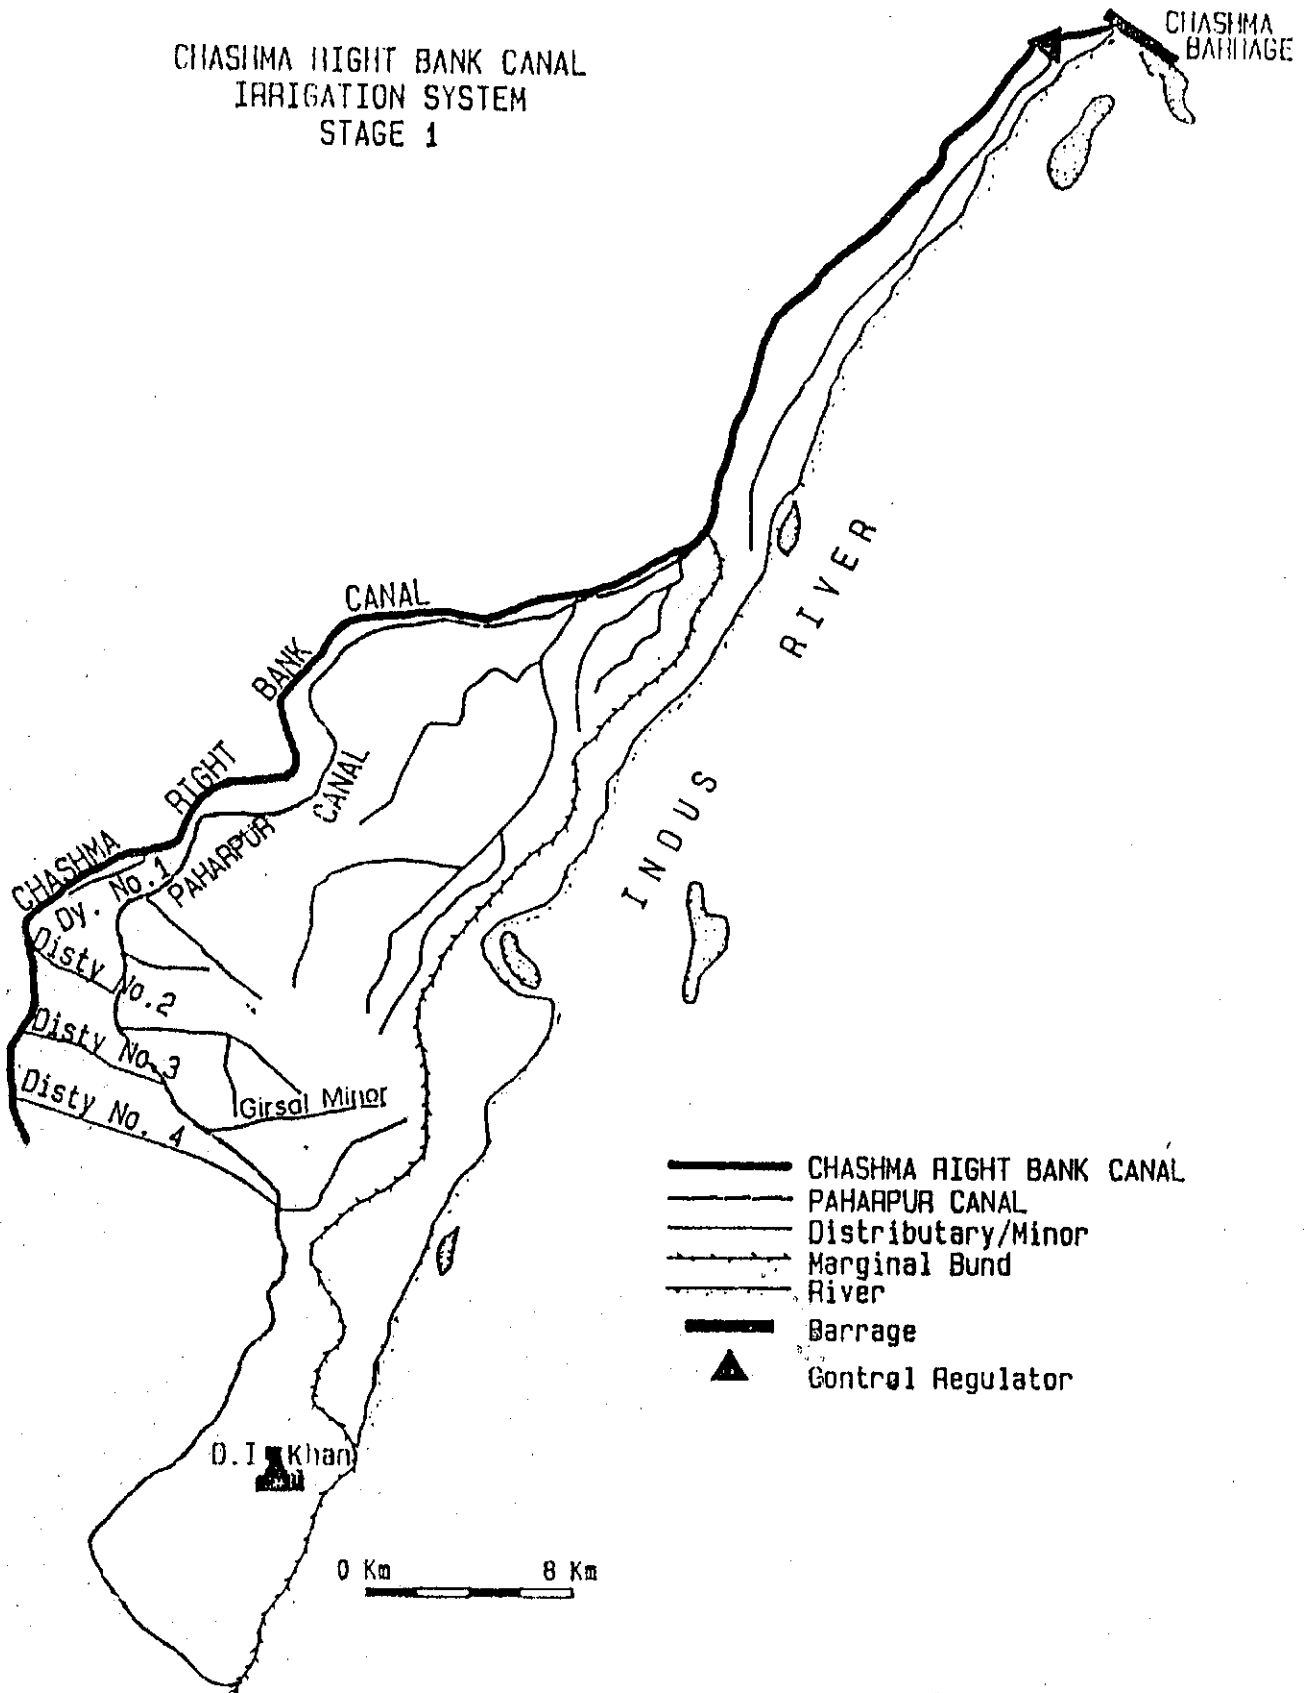 CHASHMA RIGHT BANK CANAL
IRRIGATION SYSTEM
STAGE 1
CHASHMA
BARRAGE
CANAL
BANK
RIGHT
CHASHMA
PAHARPUR
CANAL
INDUS
RIVER
Dy. No.1
Disty No.2
Disty No.3
Disty No. 4
Girsal Minor
CHASHMA RIGHT BANK CANAL
PAHARPUR CANAL
Distributary/Minor
Marginal Bund
River
Barrage
Control Regulator
D.I Khan
0 Km 8 Km